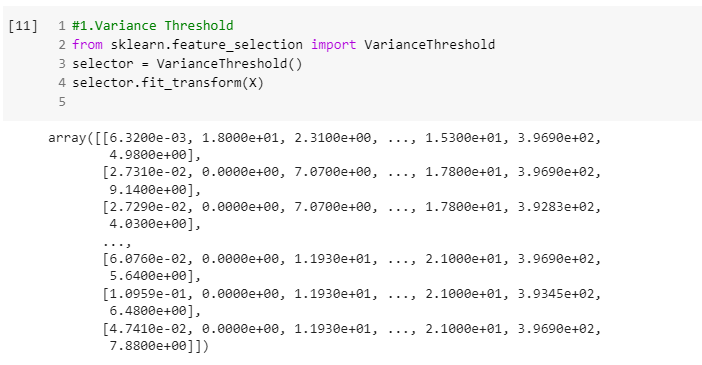 [11] 1 #1.Variance Threshold
2 from sklearn.feature_selection import VarianceThreshold
3 selector = VarianceThreshold()
4 selector.fit_transform(X)
5
array([[6.3200e-03, 1.8000e+01, 2.3100e+00, ..., 1.5300e+01, 3.9690e+02,
4.9800e+00],
[2.7310e-02, 0.0000e+00, 7.0700e+00, ..., 1.7800e+01, 3.9690e+02,
9.1400e+00],
[2.7290e-02, 0.0000e+00, 7.0700e+00, ..., 1.7800e+01, 3.9283e+02,
4.0300e+00],
...,
[6.0760e-02, 0.0000e+00, 1.1930e+01, ..., 2.1000e+01, 3.9690e+02,
5.6400e+00],
[1.0959e-01, 0.0000e+00, 1.1930e+01, ..., 2.1000e+01, 3.9345e+02,
6.4800e+00],
[4.7410e-02, 0.0000e+00, 1.1930e+01, ..., 2.1000e+01, 3.9690e+02,
7.8800e+00]])